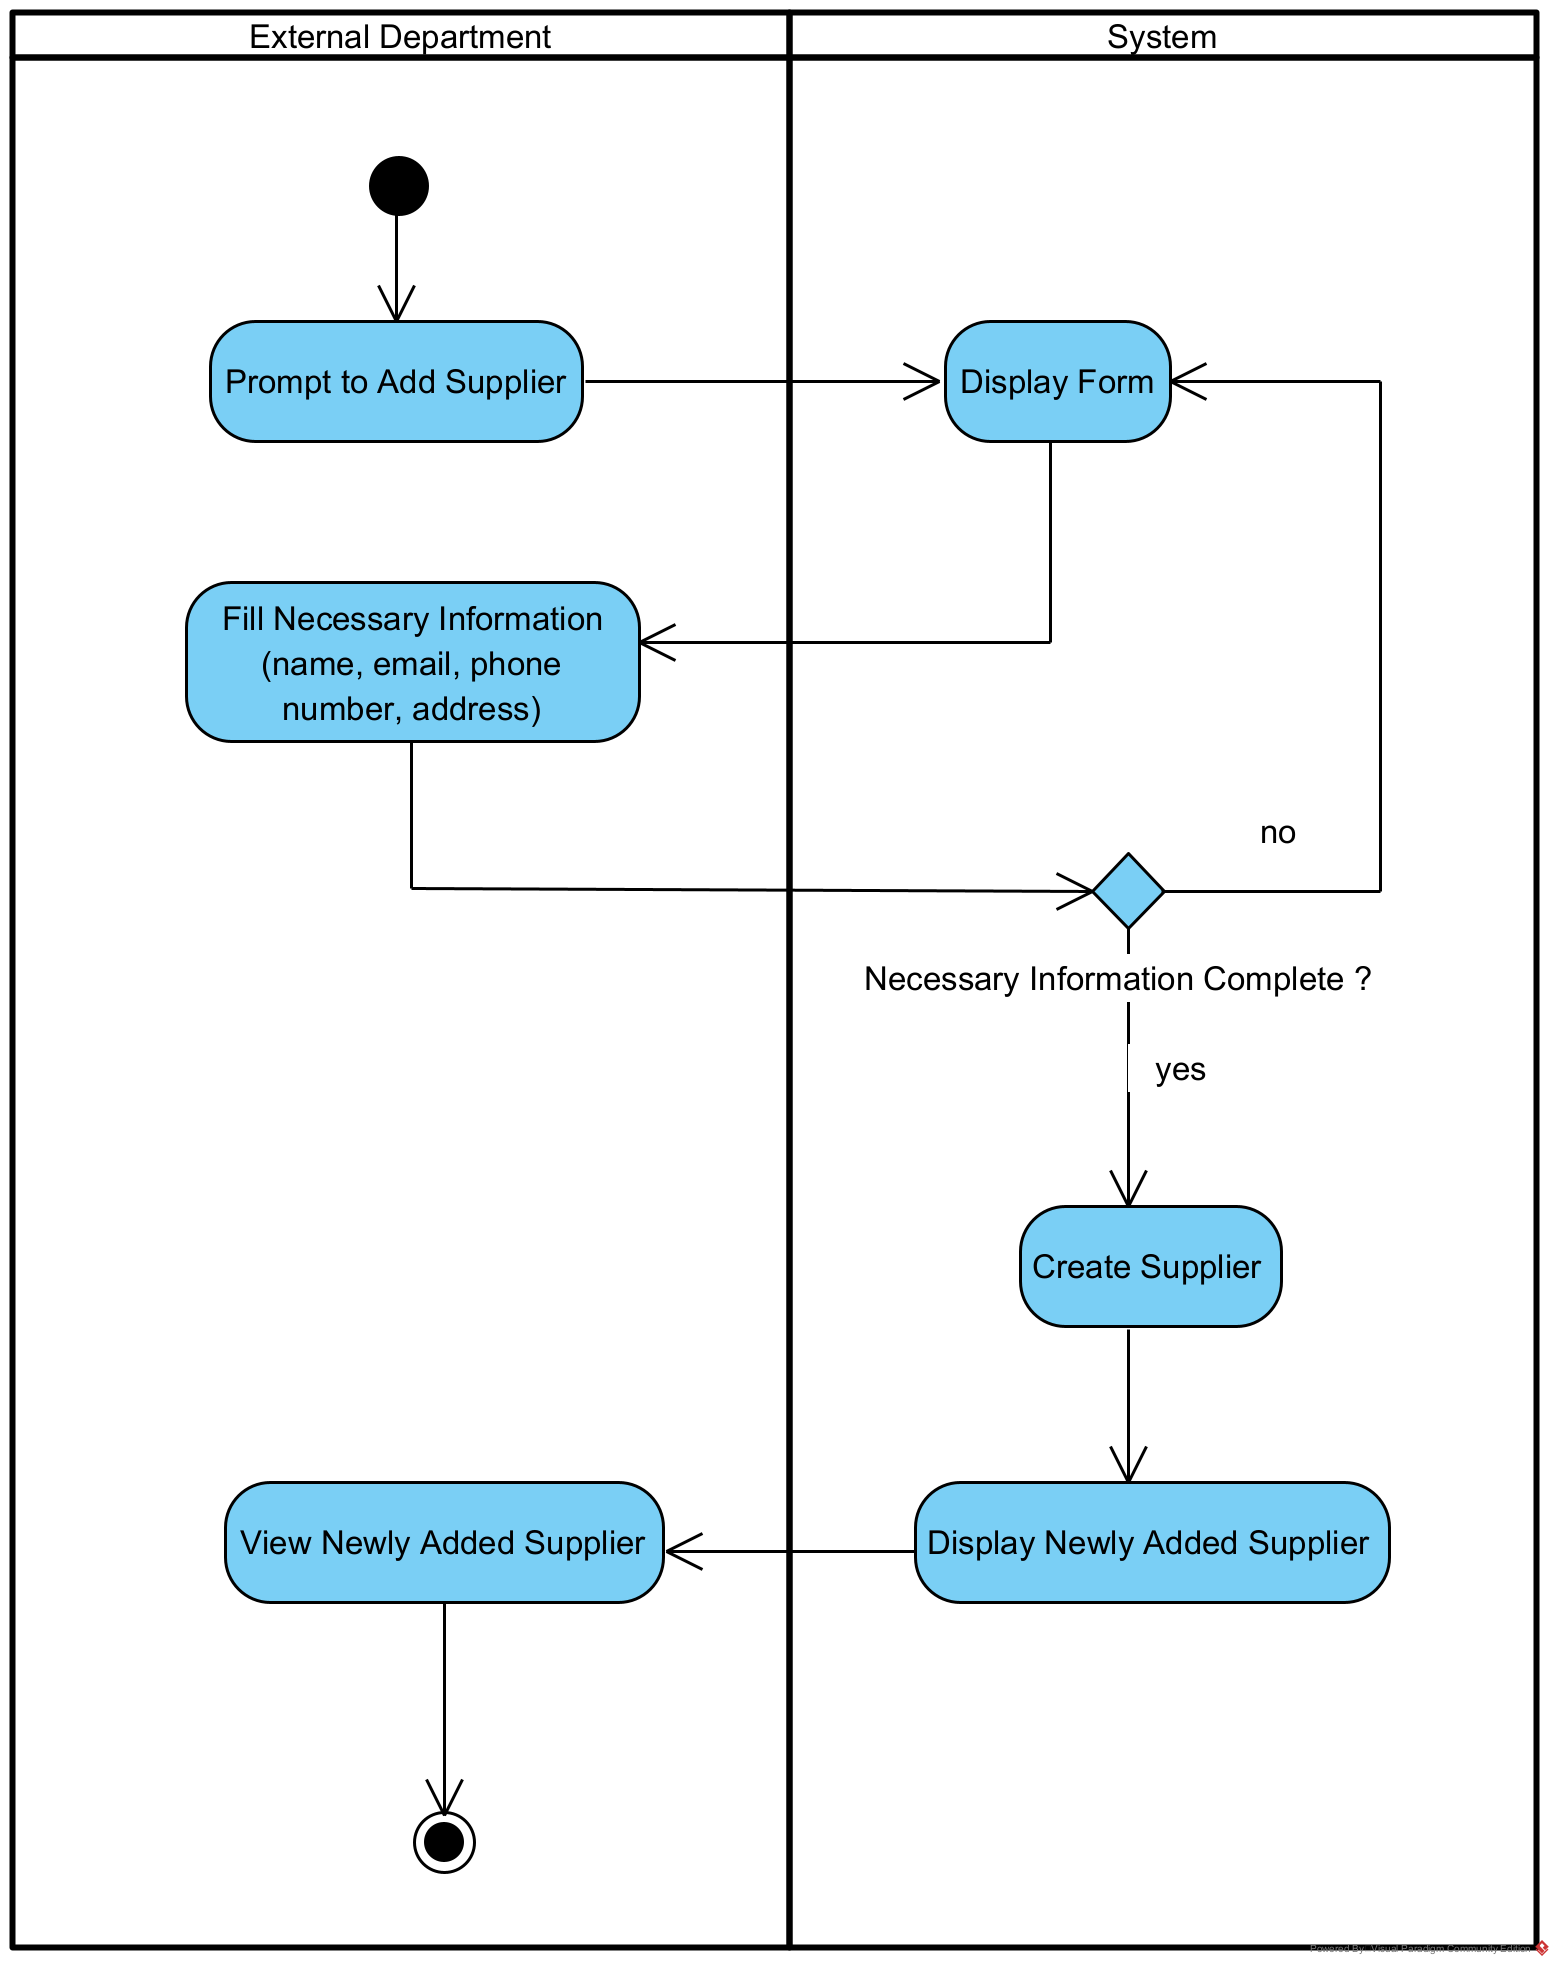 External Department
System
Prompt to Add Supplier
Display Form
Fill Necessary Information
(name, email, phone
number, address)
no
Necessary Information Complete ?
yes
Create Supplier
View Newly Added Supplier
Display Newly Added Supplier
Powered By: Visual Paradigm Community Edition